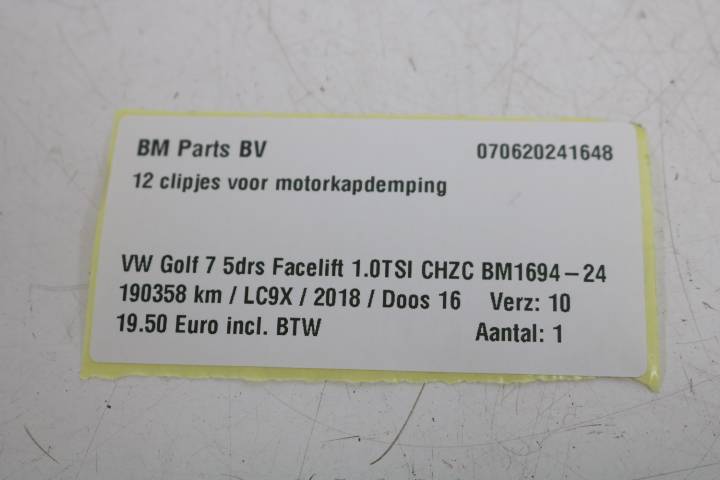 BM Parts BV 070620241648
12 clipjes voor motorkapdemping
VW Golf 7 5drs Facelift 1.0TSI CHZC BM1694-24
190358 km / LC9X / 2018 / Doos 16 Verz: 10
19.50 Euro incl. BTW Aantal: 1